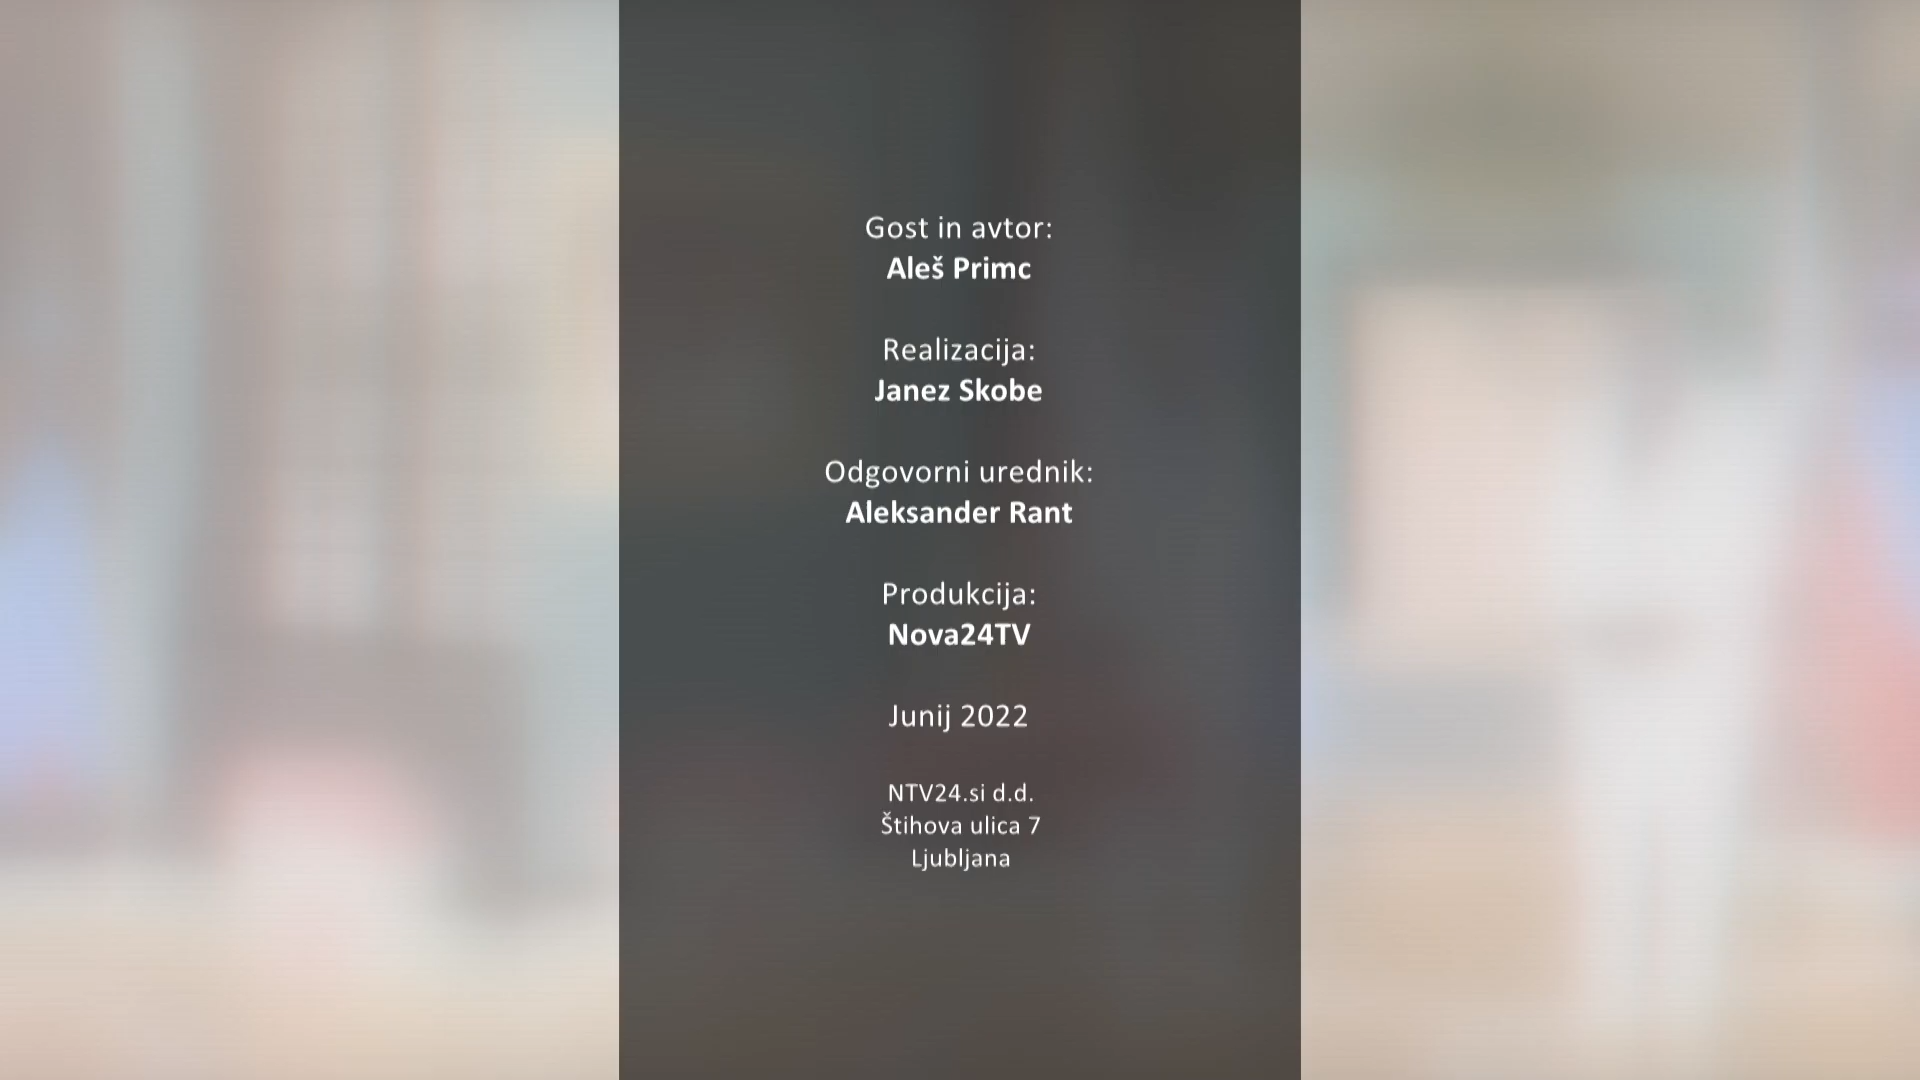 Gost in avtor:
Aleš Primc
Realizacija:
Janez Skobe
Odgovorni urednik:
Aleksander Rant
Produkcija:
Nova24TV
Junij 2022
NTV24.si d.d.
Štihova ulica 7
Ljubljana